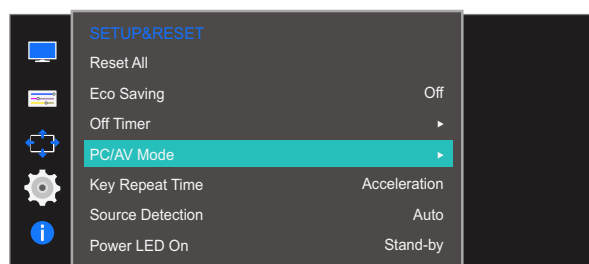 SETUP&RESET
Reset All
Eco Saving Off
Off Timer ▸
PC/AV Mode ▸
Key Repeat Time Acceleration
Source Detection Auto
Power LED On Stand-by